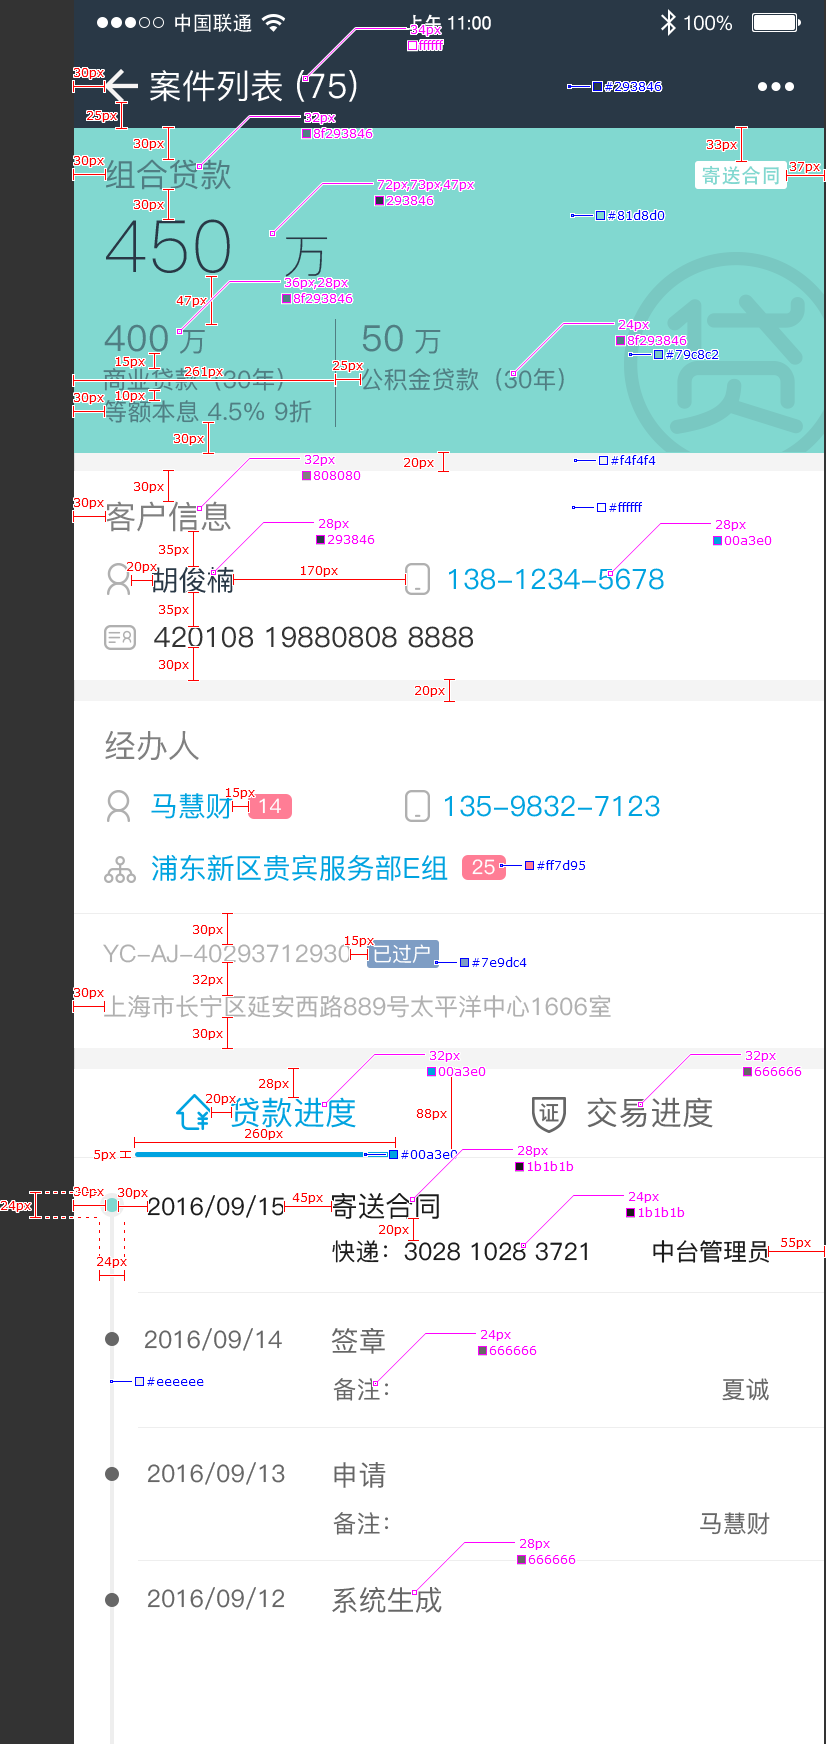 中国联通 上午 11:00 100%
34px
ffffff
30px 案件列表 (75) #293846
25px
32px
8f293846
30px 33px
30px 组合贷款 寄送合同 37px
30px 72px,73px,47px
293846
#81d8d0
450 万
36px,28px
8f293846
47px
24px
8f293846
400 万 50 万 #79c8c2
贷
15px 261px 25px
商业贷款（30年） 公积金贷款（30年）
10px
30px 等额本息 4.5% 9折
30px
32px 20px #f4f4f4
808080
30px
30px 客户信息 #ffffff
28px 28px
293846 00a3e0
35px
20px 胡俊楠 170px 138-1234-5678
35px
420108 19880808 8888
30px
20px
经办人
15px
马慧财 14 135-9832-7123
浦东新区贵宾服务部E组 25 #ff7d95
30px
YC-AJ-40293712930 15px 已过户 #7e9dc4
32px
30px 上海市长宁区延安西路889号太平洋中心1606室
30px
32px 32px
00a3e0 666666
28px
20px 贷款进度 88px 证 交易进度
260px
5px #00a3e0
28px
1b1b1b
30px 30px 24px
24px 2016/09/15 45px 寄送合同 1b1b1b
20px
快递：3028 1028 3721 中台管理员 55px
24px
24px
666666
2016/09/14 签章
#eeeeee 备注： 夏诚
2016/09/13 申请
备注： 马慧财
28px
666666
2016/09/12 系统生成